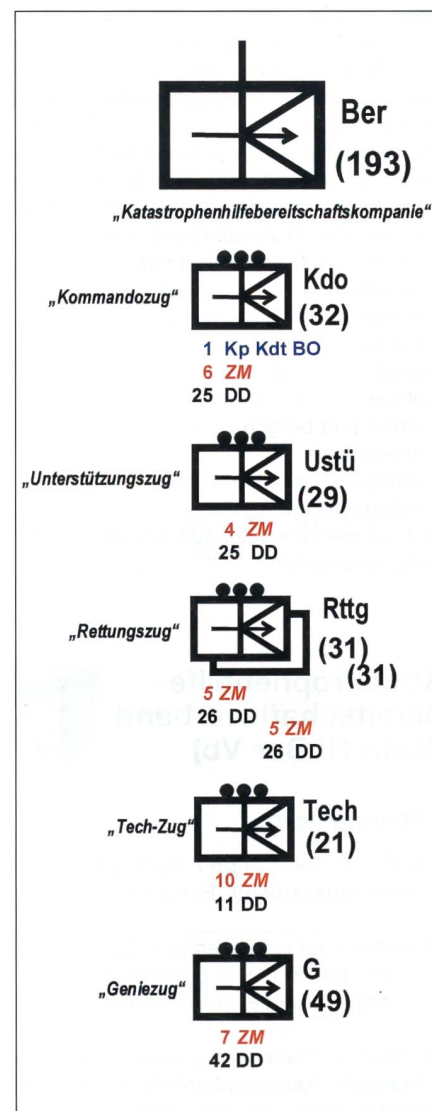 Ber
(193)
„Katastrophenhilfebereitschaftskompanie“
„Kommandozug“
Kdo
(32)
1 Kp Kdt BO
6 ZM
25 DD
„Unterstützungszug“
Ustü
(29)
4 ZM
25 DD
„Rettungszug“
Rttg
(31)
(31)
5 ZM
26 DD
5 ZM
26 DD
„Tech-Zug“
Tech
(21)
10 ZM
11 DD
„Geniezug“
G
(49)
7 ZM
42 DD